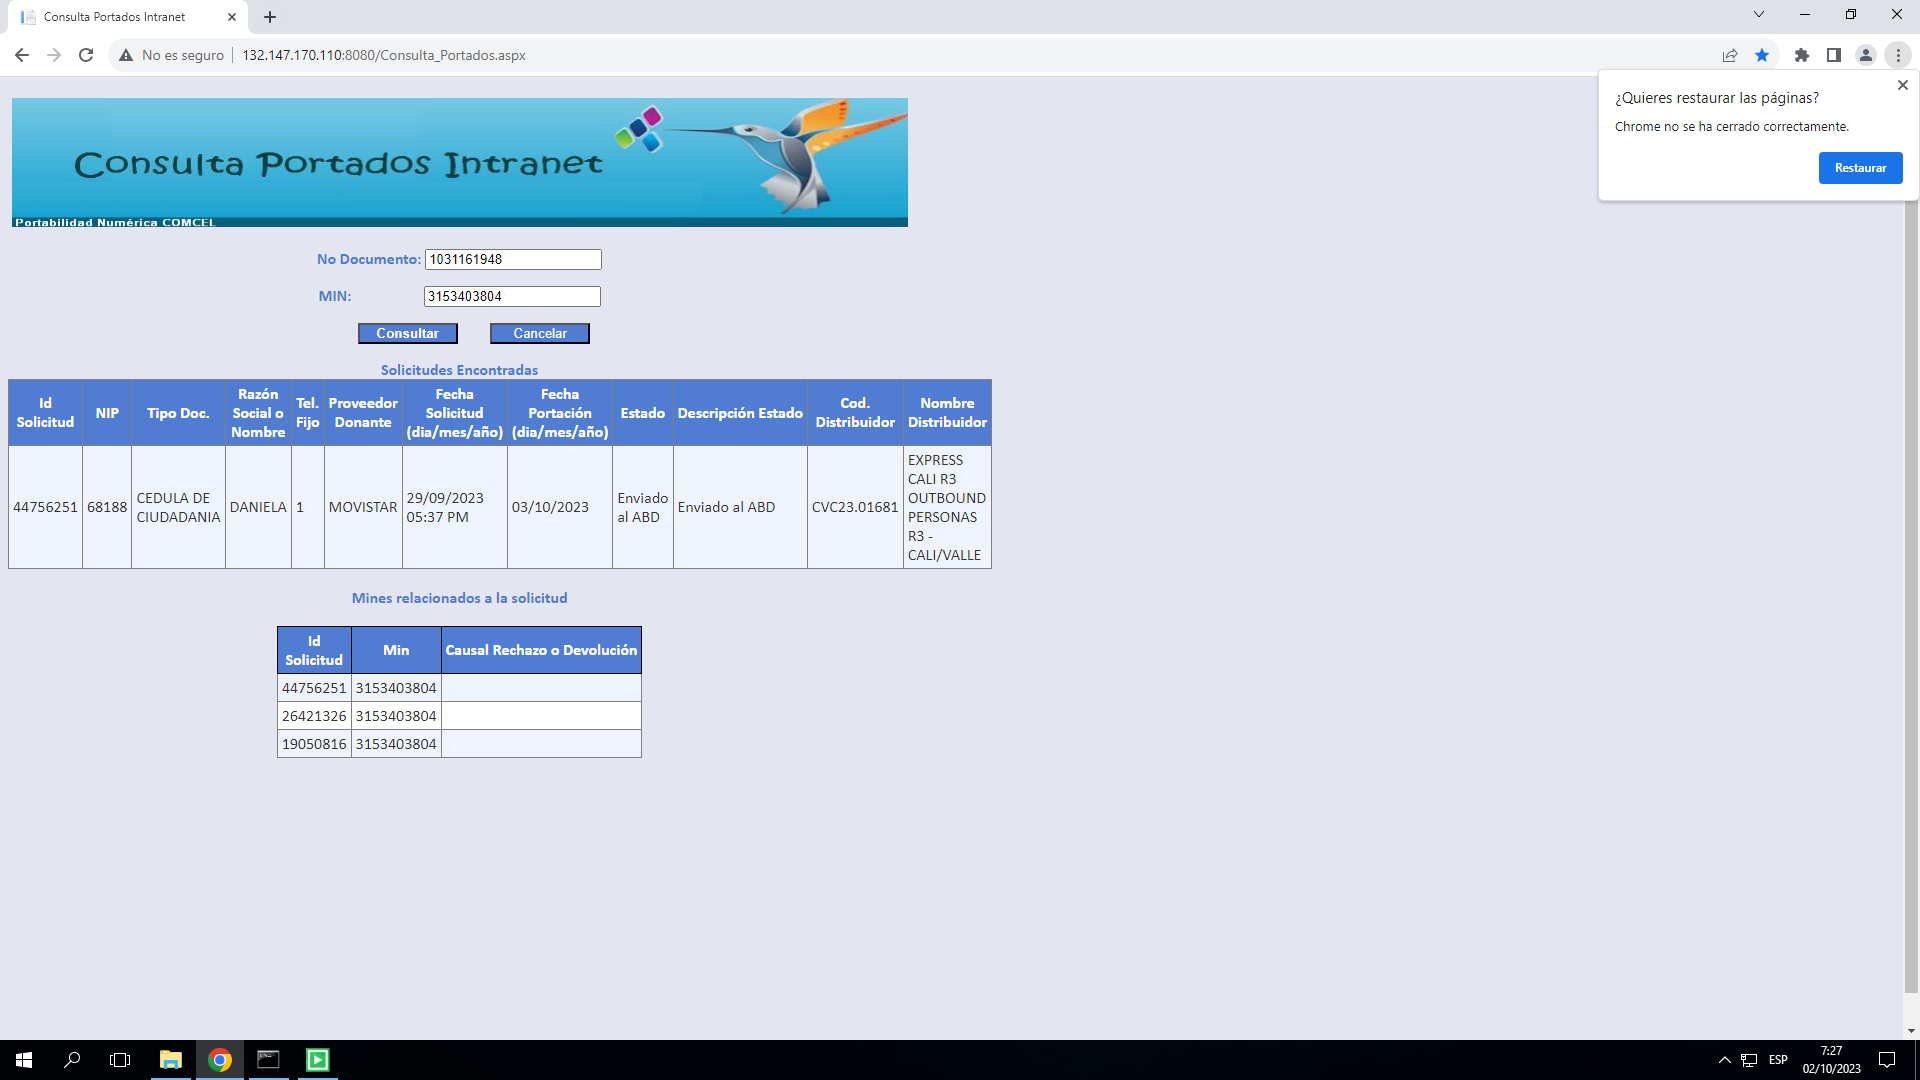 Consulta Portados Intranet
No es seguro
132.147.170.110:8080/Consulta_Portados.aspx
¿Quieres restaurar las páginas?
Chrome no se ha cerrado correctamente.
Restaurar
Consulta Portados Intranet
Portabilidad Numérica COMCEL
No Documento: 1031161948
MIN: 3153403804
Consultar Cancelar
Solicitudes Encontradas
Id Solicitud NIP Tipo Doc. Razón Social o Nombre Tel. Fijo Proveedor Donante Fecha Solicitud (dia/mes/año) Fecha Portación (dia/mes/año) Estado Descripción Estado Cod. Distribuidor Nombre Distribuidor
44756251 68188 CEDULA DE CIUDADANIA DANIELA 1 MOVISTAR 29/09/2023 05:37 PM 03/10/2023 Enviado al ABD Enviado al ABD CVC23.01681 EXPRESS CALI R3 OUTBOUND PERSONAS R3 - CALI/VALLE
Mines relacionados a la solicitud
Id Solicitud Min Causal Rechazo o Devolución
44756251 3153403804
26421326 3153403804
19050816 3153403804
ESP
7:27
02/10/2023